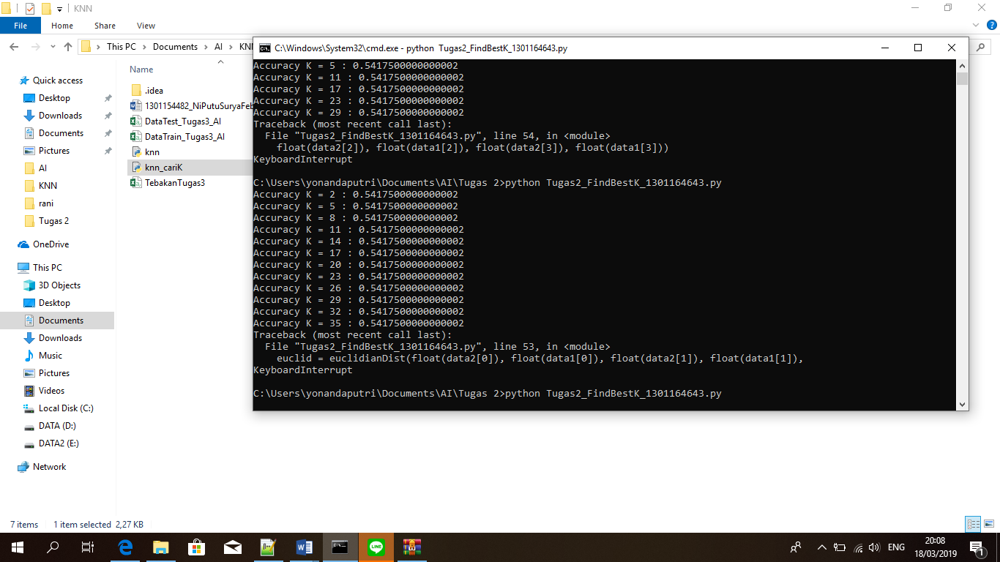 KNN
File Home Share View
This PC Documents AI
Name
Quick access
Desktop
Downloads
Documents
Pictures
AI
KNN
rani
Tugas 2
OneDrive
This PC
3D Objects
Desktop
Documents
Downloads
Music
Pictures
Videos
Local Disk (C:)
DATA (D:)
DATA2 (E:)
Network
.idea
1301154482_NiPutuSuryaFeb
DataTest_Tugas3_AI
DataTrain_Tugas3_AI
knn
knn_cariK
TebakanTugas3
C:\Windows\System32\cmd.exe - python Tugas2_FindBestK_1301164643.py
Accuracy K = 5 : 0.5417500000000002
Accuracy K = 11 : 0.5417500000000002
Accuracy K = 17 : 0.5417500000000002
Accuracy K = 23 : 0.5417500000000002
Accuracy K = 29 : 0.5417500000000002
Traceback (most recent call last):
File "Tugas2_FindBestK_1301164643.py", line 54, in <module>
float(data2[2]), float(data1[2]), float(data2[3]), float(data1[3]))
KeyboardInterrupt
C:\Users\yonandaputri\Documents\AI\Tugas 2>python Tugas2_FindBestK_1301164643.py
Accuracy K = 2 : 0.5417500000000002
Accuracy K = 5 : 0.5417500000000002
Accuracy K = 8 : 0.5417500000000002
Accuracy K = 11 : 0.5417500000000002
Accuracy K = 14 : 0.5417500000000002
Accuracy K = 17 : 0.5417500000000002
Accuracy K = 20 : 0.5417500000000002
Accuracy K = 23 : 0.5417500000000002
Accuracy K = 26 : 0.5417500000000002
Accuracy K = 29 : 0.5417500000000002
Accuracy K = 32 : 0.5417500000000002
Accuracy K = 35 : 0.5417500000000002
Traceback (most recent call last):
File "Tugas2_FindBestK_1301164643.py", line 53, in <module>
euclid = euclidianDist(float(data2[0]), float(data1[0]), float(data2[1]), float(data1[1]),
KeyboardInterrupt
C:\Users\yonandaputri\Documents\AI\Tugas 2>python Tugas2_FindBestK_1301164643.py
7 items 1 item selected 2,27 KB
LINE
ENG
20:08
18/03/2019
1